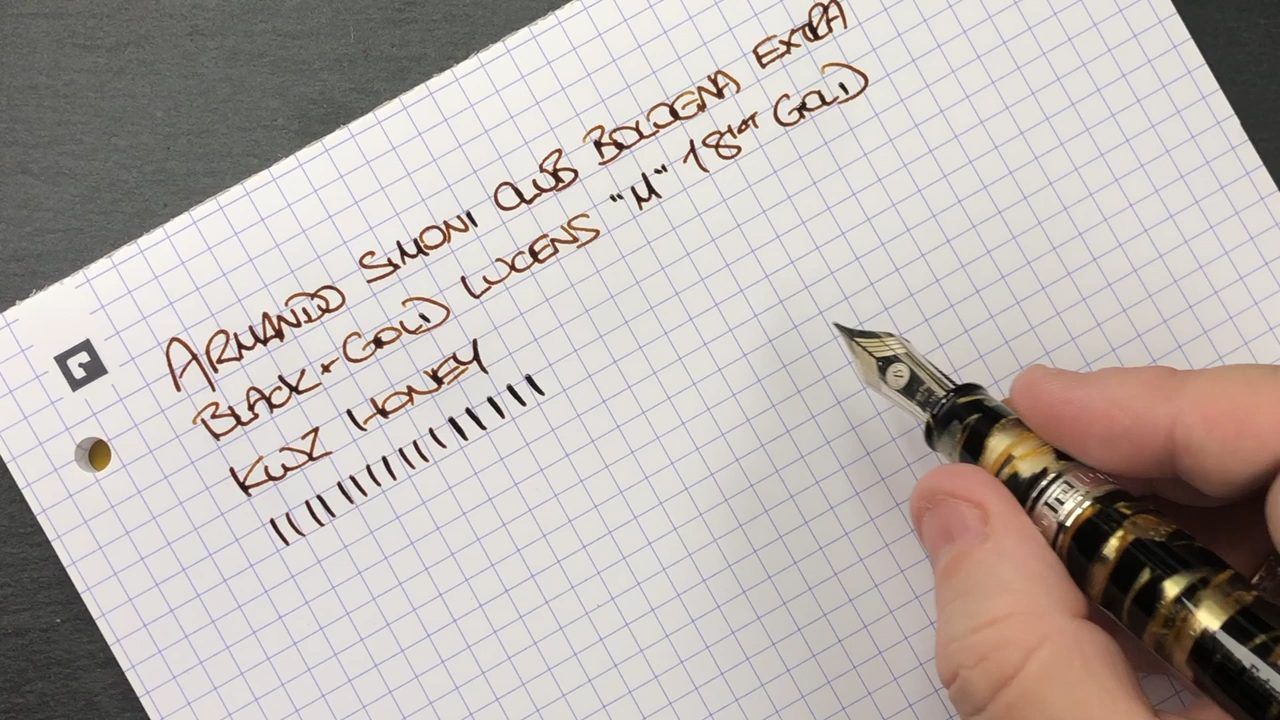 ARMANDO SIMONI CLUB BOLOGNA EXTRA
BLACK + GOLD LUCENS "M" 18KT GOLD
KWZ HONEY